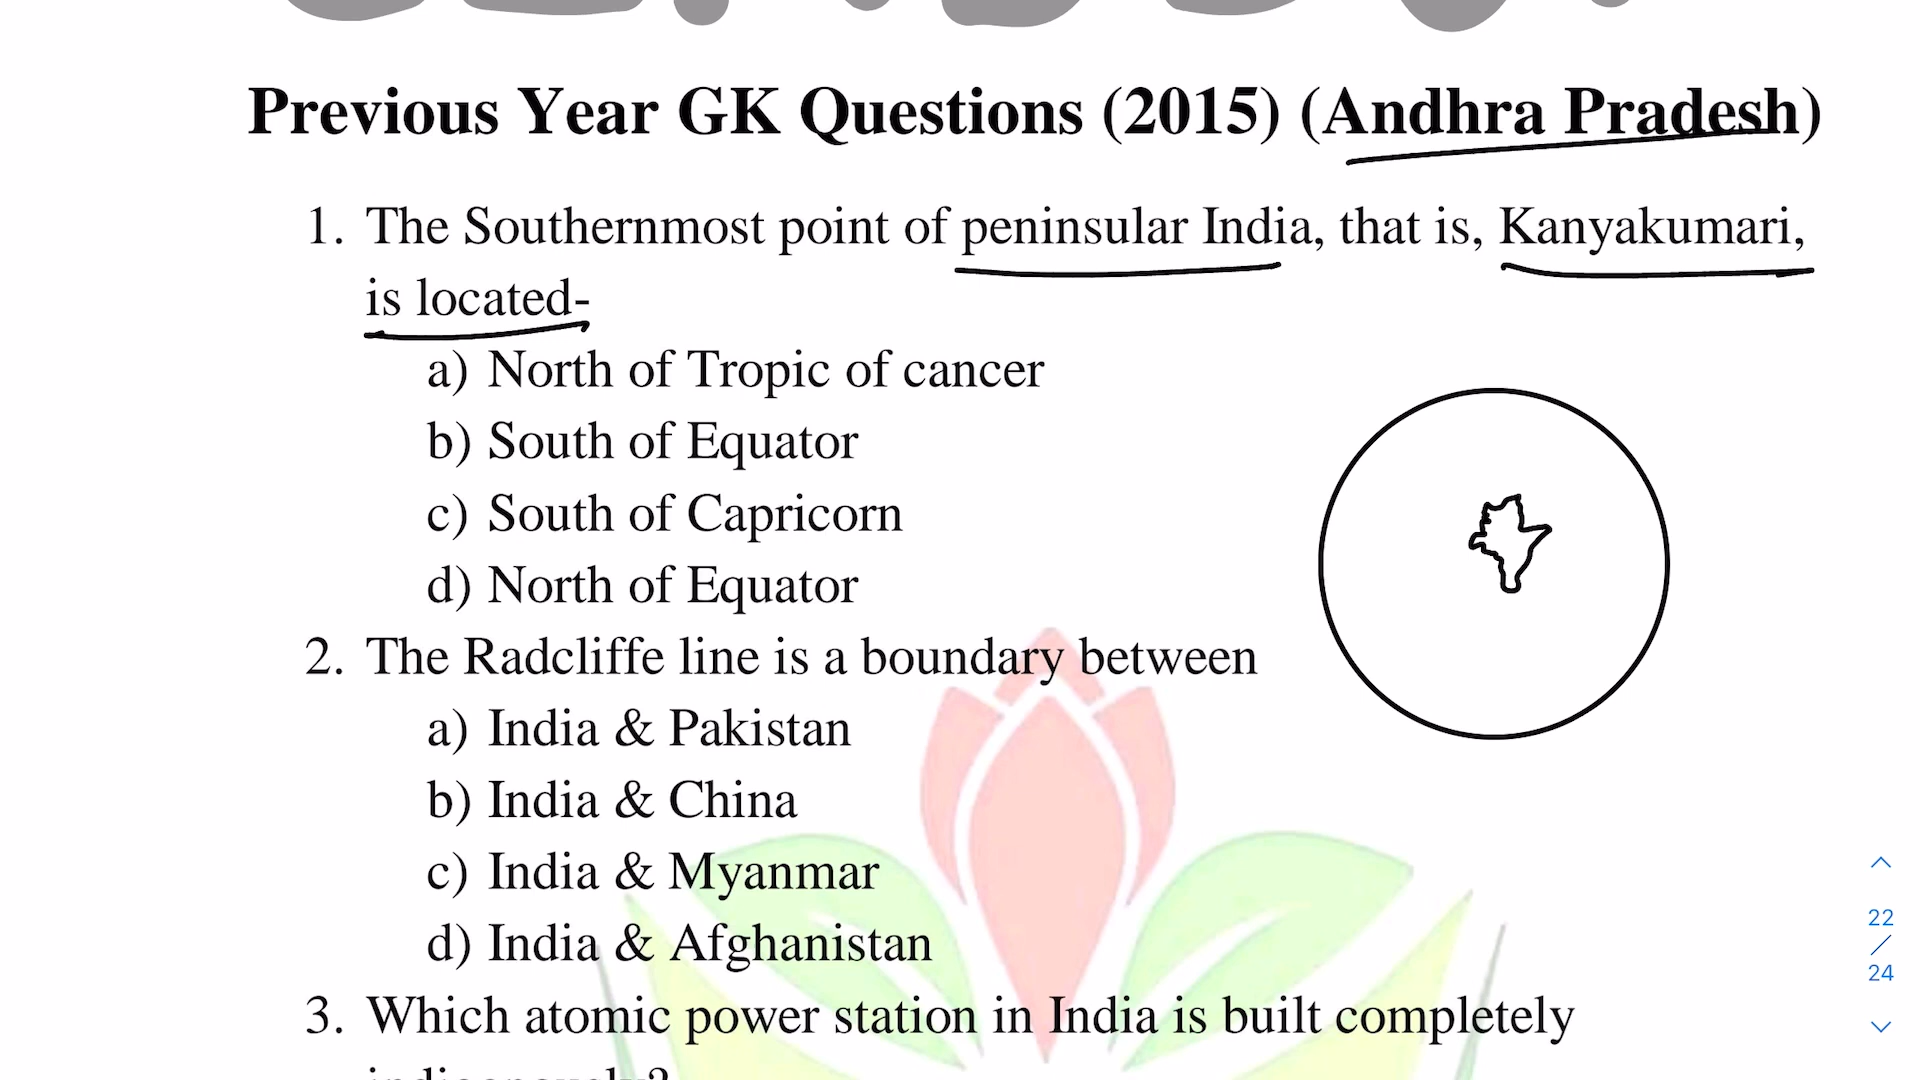 Previous Year GK Questions (2015) (Andhra Pradesh)
1. The Southernmost point of peninsular India, that is, Kanyakumari,
is located-
a) North of Tropic of cancer
b) South of Equator
c) South of Capricorn
d) North of Equator
2. The Radcliffe line is a boundary between
a) India & Pakistan
b) India & China
c) India & Myanmar
d) India & Afghanistan
3. Which atomic power station in India is built completely
indigenously?
22
/
24